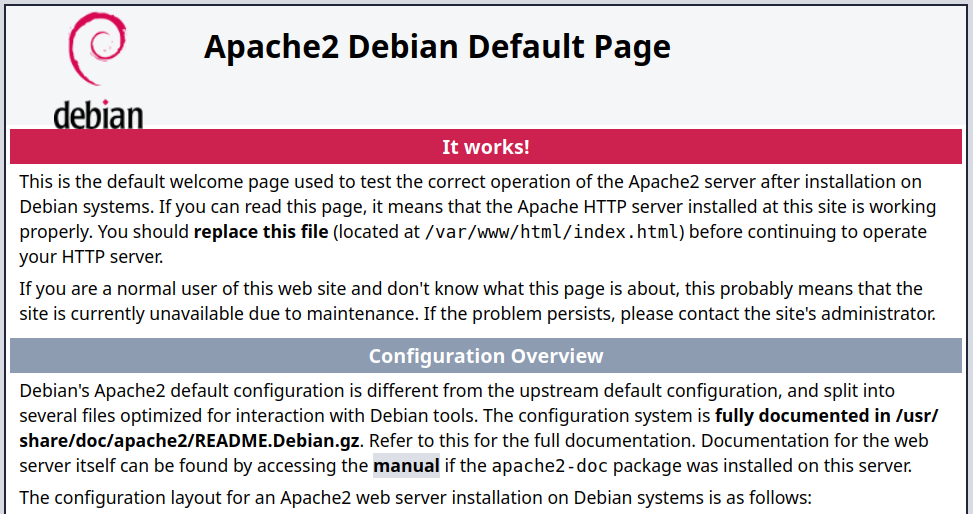 debian
Apache2 Debian Default Page
It works!
This is the default welcome page used to test the correct operation of the Apache2 server after installation on
Debian systems. If you can read this page, it means that the Apache HTTP server installed at this site is working
properly. You should replace this file (located at /var/www/html/index.html) before continuing to operate
your HTTP server.
If you are a normal user of this web site and don't know what this page is about, this probably means that the
site is currently unavailable due to maintenance. If the problem persists, please contact the site's administrator.
Configuration Overview
Debian's Apache2 default configuration is different from the upstream default configuration, and split into
several files optimized for interaction with Debian tools. The configuration system is fully documented in /usr/
share/doc/apache2/README.Debian.gz. Refer to this for the full documentation. Documentation for the web
server itself can be found by accessing the manual if the apache2-doc package was installed on this server.
The configuration layout for an Apache2 web server installation on Debian systems is as follows: